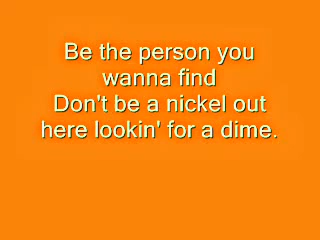 Be the person you
wanna find
Don't be a nickel out
here lookin' for a dime.